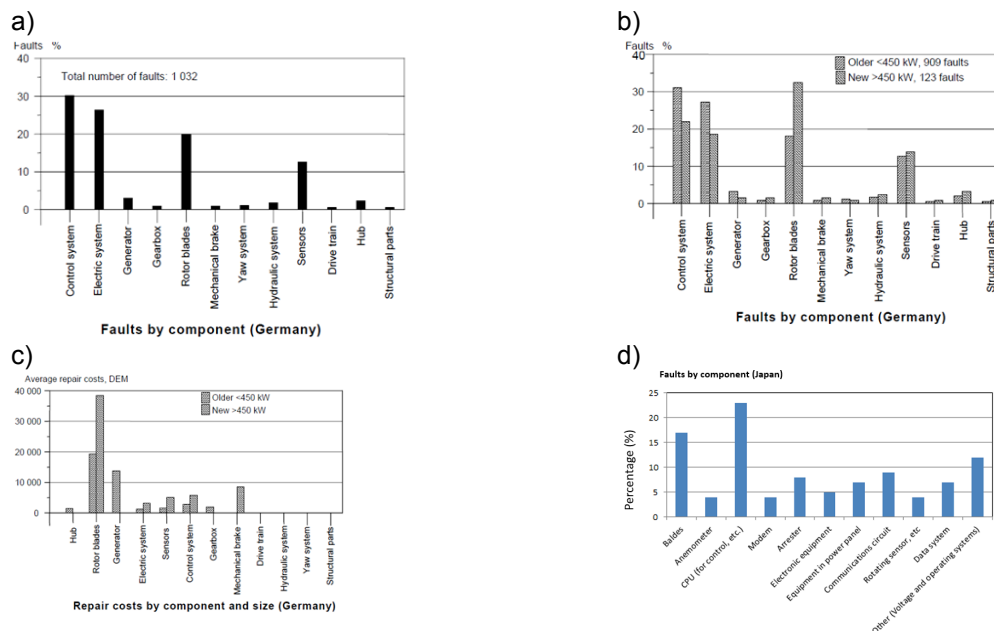 a)
Faults %
Total number of faults: 1 032
40
30
20
10
0
Control system
Electric system
Generator
Gearbox
Rotor blades
Mechanical brake
Yaw system
Hydraulic system
Sensors
Drive train
Hub
Structural parts
Faults by component (Germany)
b)
Faults %
Older <450 kW, 909 faults
New >450 kW, 123 faults
40
30
20
10
0
Control system
Electric system
Generator
Gearbox
Rotor blades
Mechanical brake
Yaw system
Hydraulic system
Sensors
Drive train
Hub
Structural parts
Faults by component (Germany)
c)
Average repair costs, DEM
Older <450 kW
New >450 kW
40 000
30 000
20 000
10 000
0
Hub
Rotor blades
Generator
Electric system
Sensors
Control system
Gearbox
Mechanical brake
Drive train
Hydraulic system
Yaw system
Structural parts
Repair costs by component and size (Germany)
d)
Faults by component (Japan)
Percentage (%)
25
20
15
10
5
0
Baldes
Anemometer
CPU (for control, etc.)
Modem
Arrester
Electronic equipment
Equipment in power panel
Communications circuit
Rotating sensor, etc
Data system
Other (Voltage and operating systems)